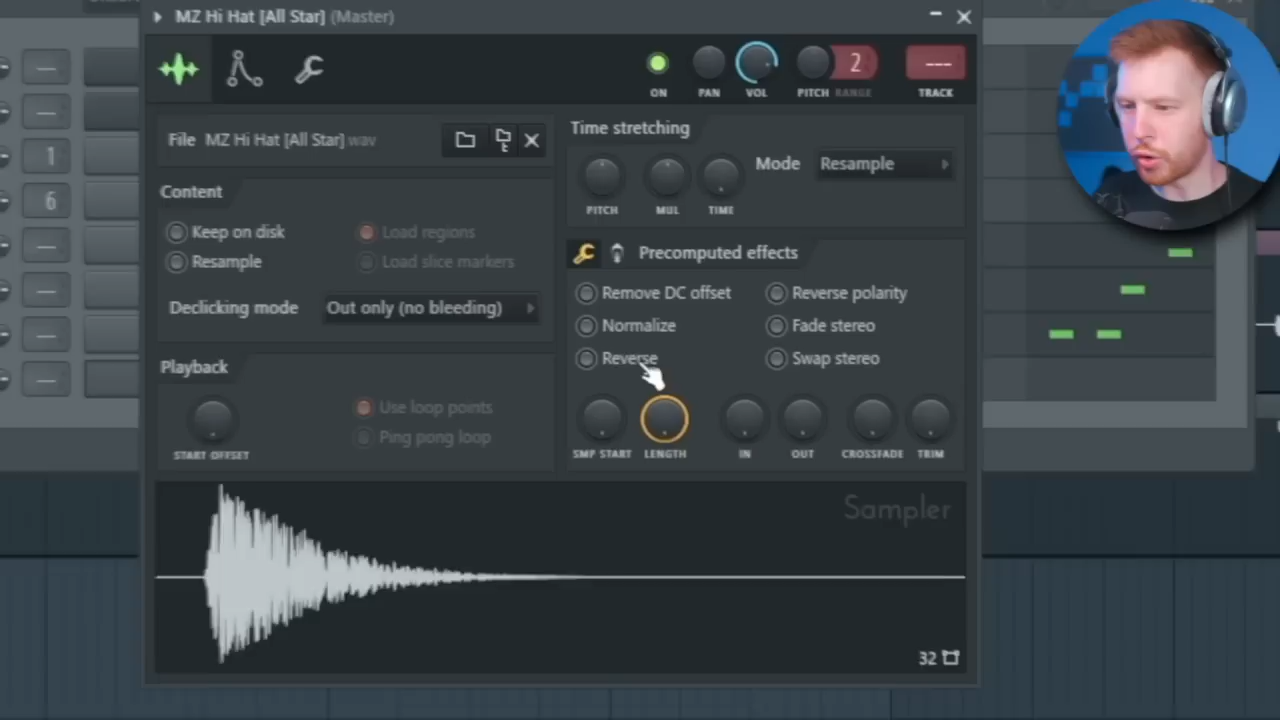 MZ Hi Hat [All Star] (Master)
ON
PAN
VOL
PITCH
2
RANGE
---
TRACK
File MZ Hi Hat [All Star].wav
Content
Keep on disk
Load regions
Resample
Load slice markers
Declicking mode
Out only (no bleeding)
Playback
START OFFSET
Use loop points
Ping pong loop
Time stretching
PITCH
MUL
TIME
Mode
Resample
Precomputed effects
Remove DC offset
Reverse polarity
Normalize
Fade stereo
Reverse
Swap stereo
SMP START
LENGTH
IN
OUT
CROSSFADE
TRIM
Sampler
32
1
6